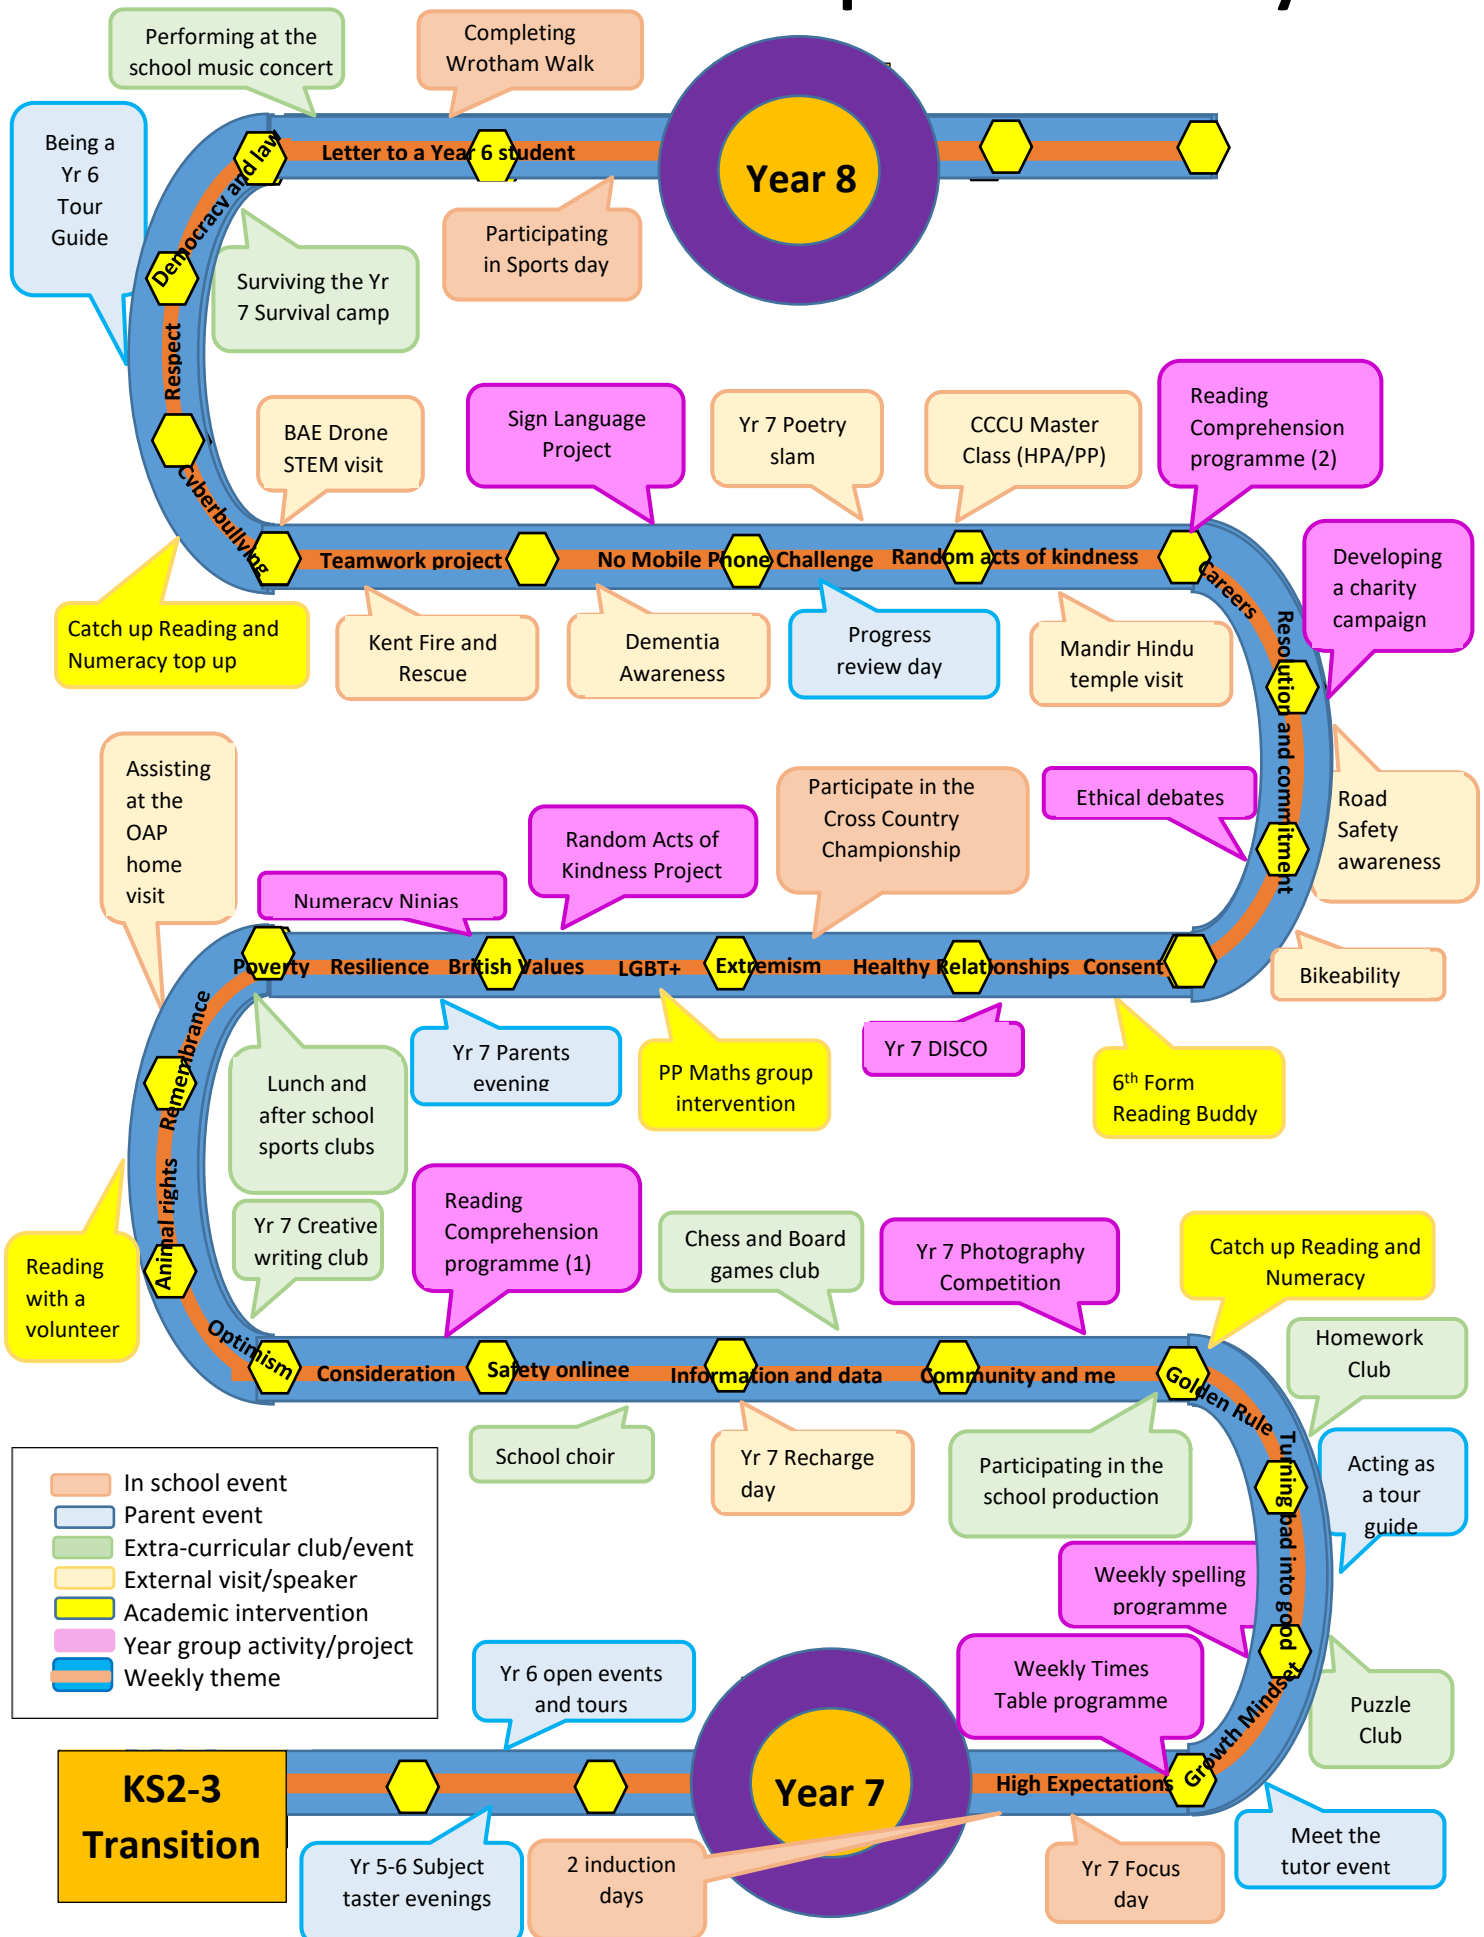 Performing at the
school music concert
Completing
Wrotham Walk
Being a
Yr 6
Tour
Guide
Letter to a Year 6 student
Year 8
Democracy and law
Participating
in Sports day
Surviving the Yr
7 Survival camp
Respect
BAE Drone
STEM visit
Sign Language
Project
Yr 7 Poetry
slam
CCCU Master
Class (HPA/PP)
Reading
Comprehension
programme (2)
Cyberbullying
Teamwork project
No Mobile Phone Challenge
Random acts of kindness
Careers
Developing
a charity
campaign
Catch up Reading and
Numeracy top up
Kent Fire and
Rescue
Dementia
Awareness
Progress
review day
Mandir Hindu
temple visit
Resolution and commitment
Assisting
at the
OAP
home
visit
Participate in the
Cross Country
Championship
Ethical debates
Road
Safety
awareness
Random Acts of
Kindness Project
Numeracy Ninjas
Poverty
Resilience
British Values
LGBT+
Extremism
Healthy Relationships
Consent
Bikeability
Remembrance
Yr 7 Parents
evening
PP Maths group
intervention
Yr 7 DISCO
6th Form
Reading Buddy
Lunch and
after school
sports clubs
Animal rights
Reading
with a
volunteer
Yr 7 Creative
writing club
Reading
Comprehension
programme (1)
Chess and Board
games club
Yr 7 Photography
Competition
Catch up Reading and
Numeracy
Optimism
Consideration
Safety onlinee
Information and data
Community and me
Golden Rule
Homework
Club
School choir
Yr 7 Recharge
day
Participating in the
school production
Turning bad into good
Acting as
a tour
guide
In school event
Parent event
Extra-curricular club/event
External visit/speaker
Academic intervention
Year group activity/project
Weekly theme
Weekly spelling
programme
Yr 6 open events
and tours
Weekly Times
Table programme
Growth Mindset
Puzzle
Club
KS2-3
Transition
Year 7
High Expectations
Yr 5-6 Subject
taster evenings
2 induction
days
Yr 7 Focus
day
Meet the
tutor event